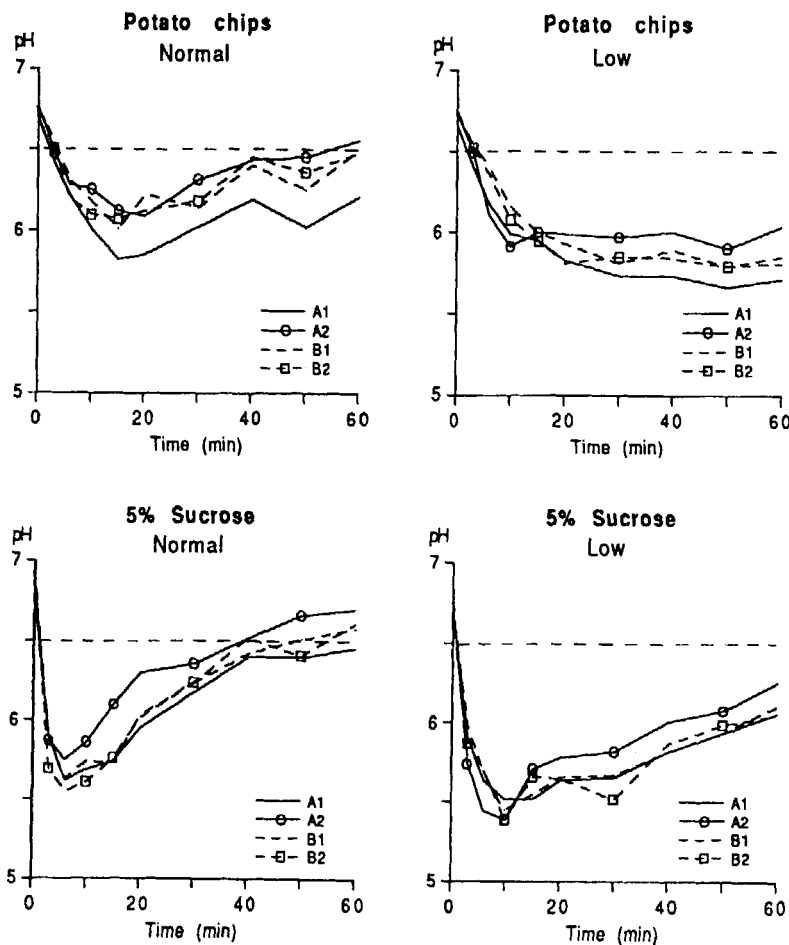 Potato chips
Normal
pH
7
6
5
A1
A2
B1
B2
0 20 40 60
Time (min)
Potato chips
Low
pH
7
6
5
A1
A2
B1
B2
0 20 40 60
Time (min)
5% Sucrose
Normal
pH
7
6
5
A1
A2
B1
B2
0 20 40 60
Time (min)
5% Sucrose
Low
pH
7
6
5
A1
A2
B1
B2
0 20 40 60
Time (min)